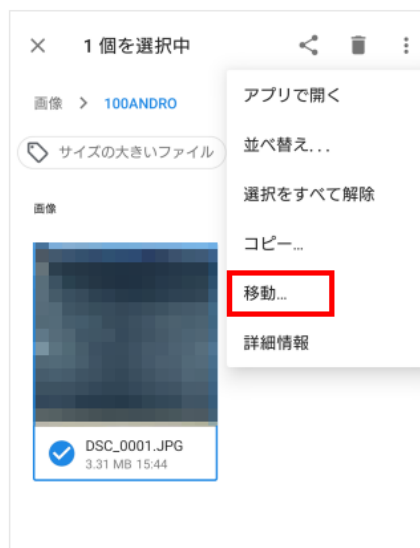 1 個を選択中
画像 > 100ANDRO
サイズの大きいファイル
画像
DSC_0001.JPG
3.31 MB 15:44
アプリで開く
並べ替え...
選択をすべて解除
コピー...
移動...
詳細情報